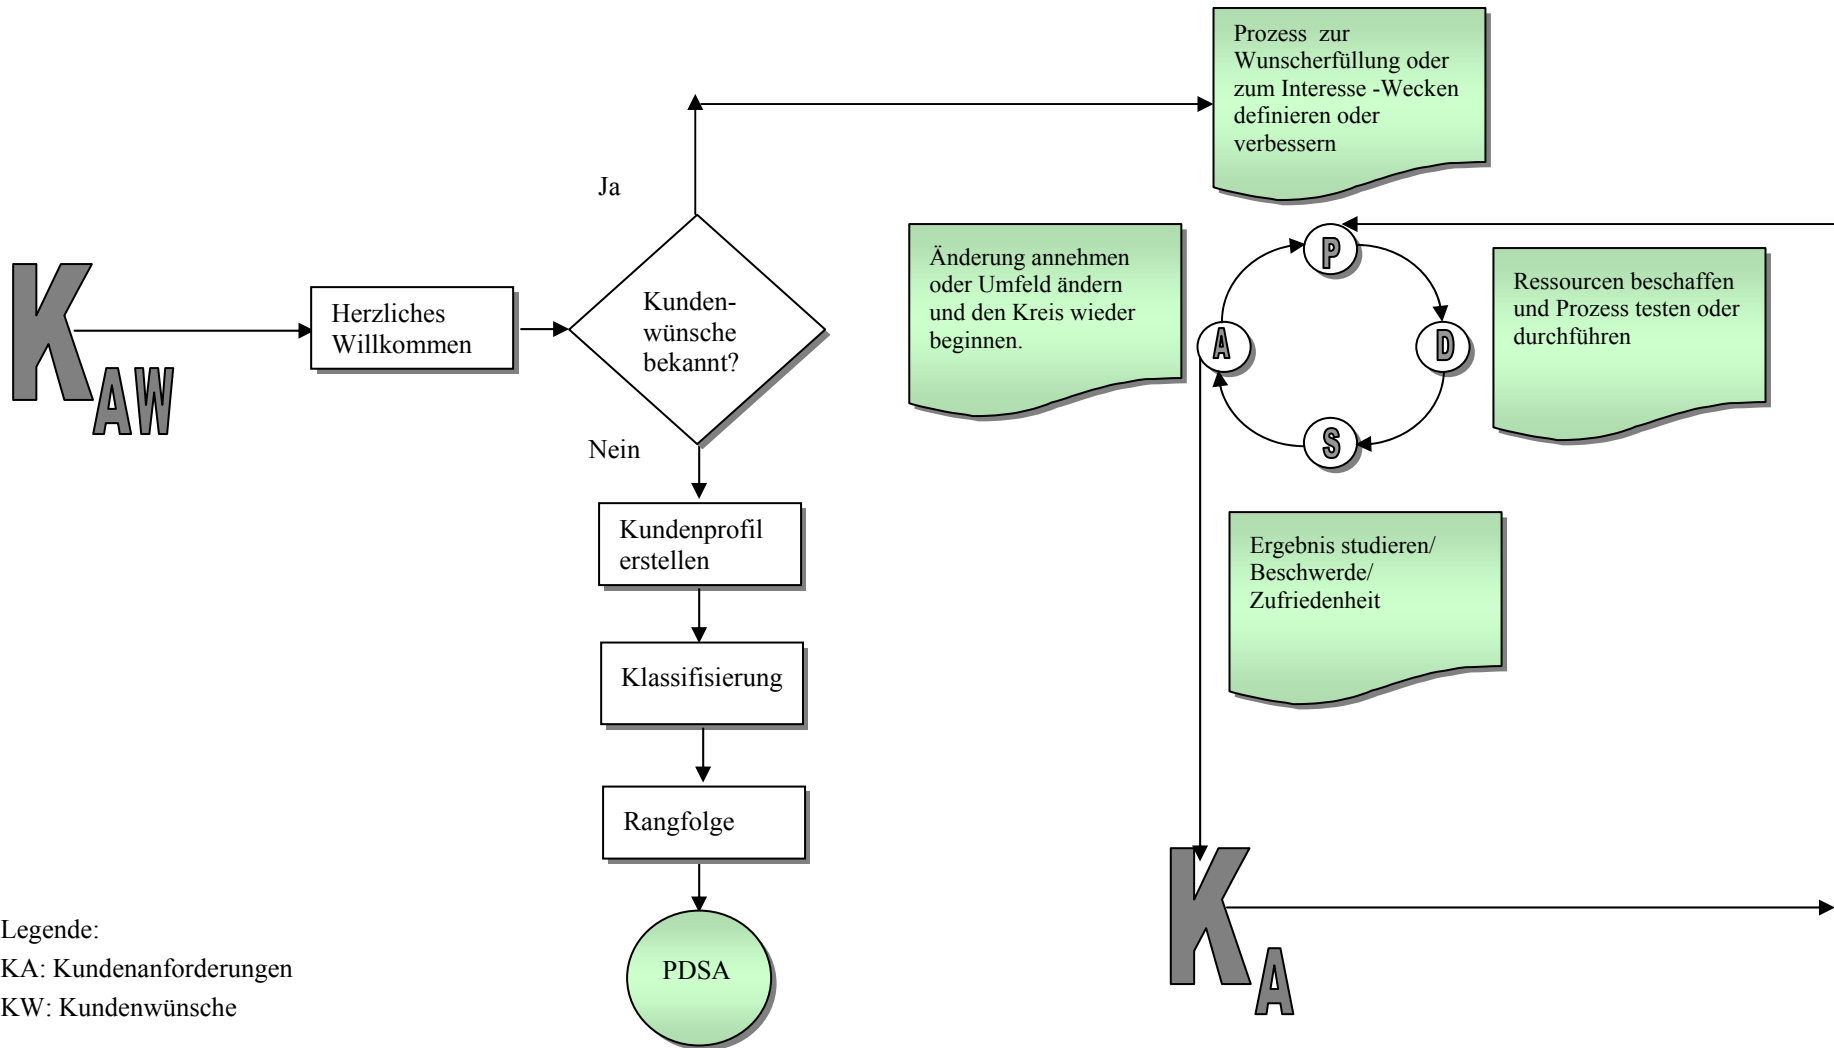 Prozess zur
Wunscherfüllung oder
zum Interesse -Wecken
definieren oder
verbessern
Ja
Änderung annehmen
oder Umfeld ändern
und den Kreis wieder
beginnen.
P
A
D
S
Ressourcen beschaffen
und Prozess testen oder
durchführen
K
AW
Herzliches
Willkommen
Kunden-
wünsche
bekannt?
Nein
Kundenprofil
erstellen
Ergebnis studieren/
Beschwerde/
Zufriedenheit
Klassifisierung
Rangfolge
K
A
PDSA
Legende:
KA: Kundenanforderungen
KW: Kundenwünsche